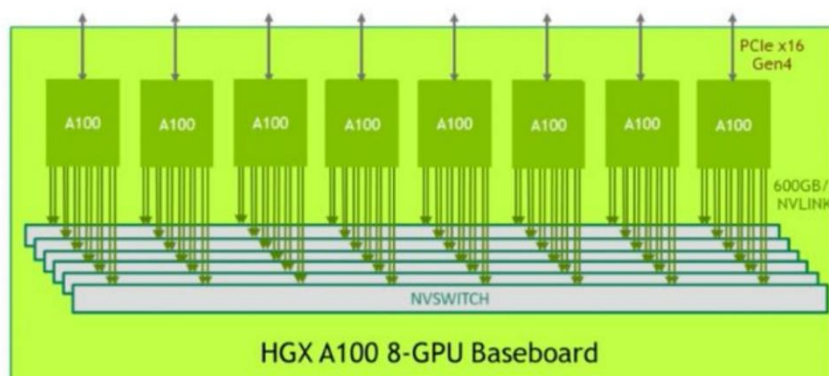 PCIe x16
Gen4
A100 A100 A100 A100 A100 A100 A100 A100
600GB/
NVLINK
NVSWITCH
HGX A100 8-GPU Baseboard